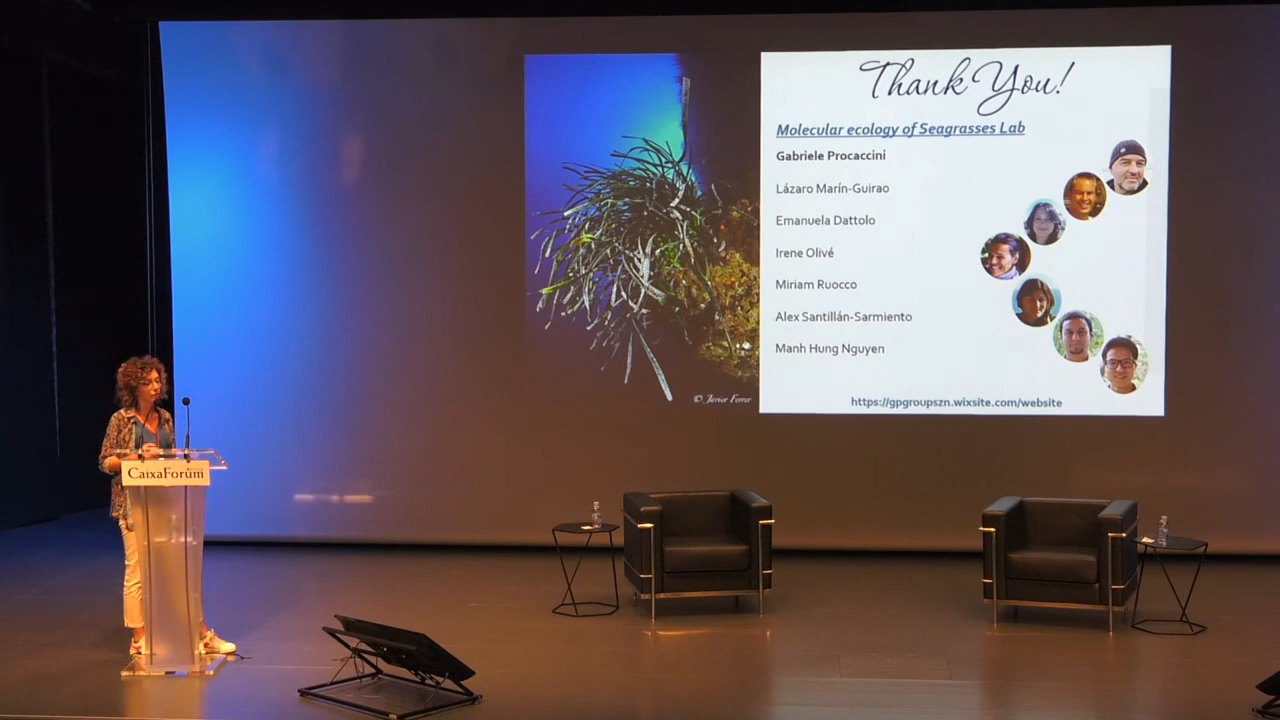 Thank You!
Molecular ecology of Seagrasses Lab
Gabriele Procaccini
Lázaro Marín-Guirao
Emanuela Dattolo
Irene Olivé
Miriam Ruocco
Alex Santillán-Sarmiento
Manh Hung Nguyen
https://gpgroupszn.wixsite.com/website
© Javier Ferrer
CaixaForum